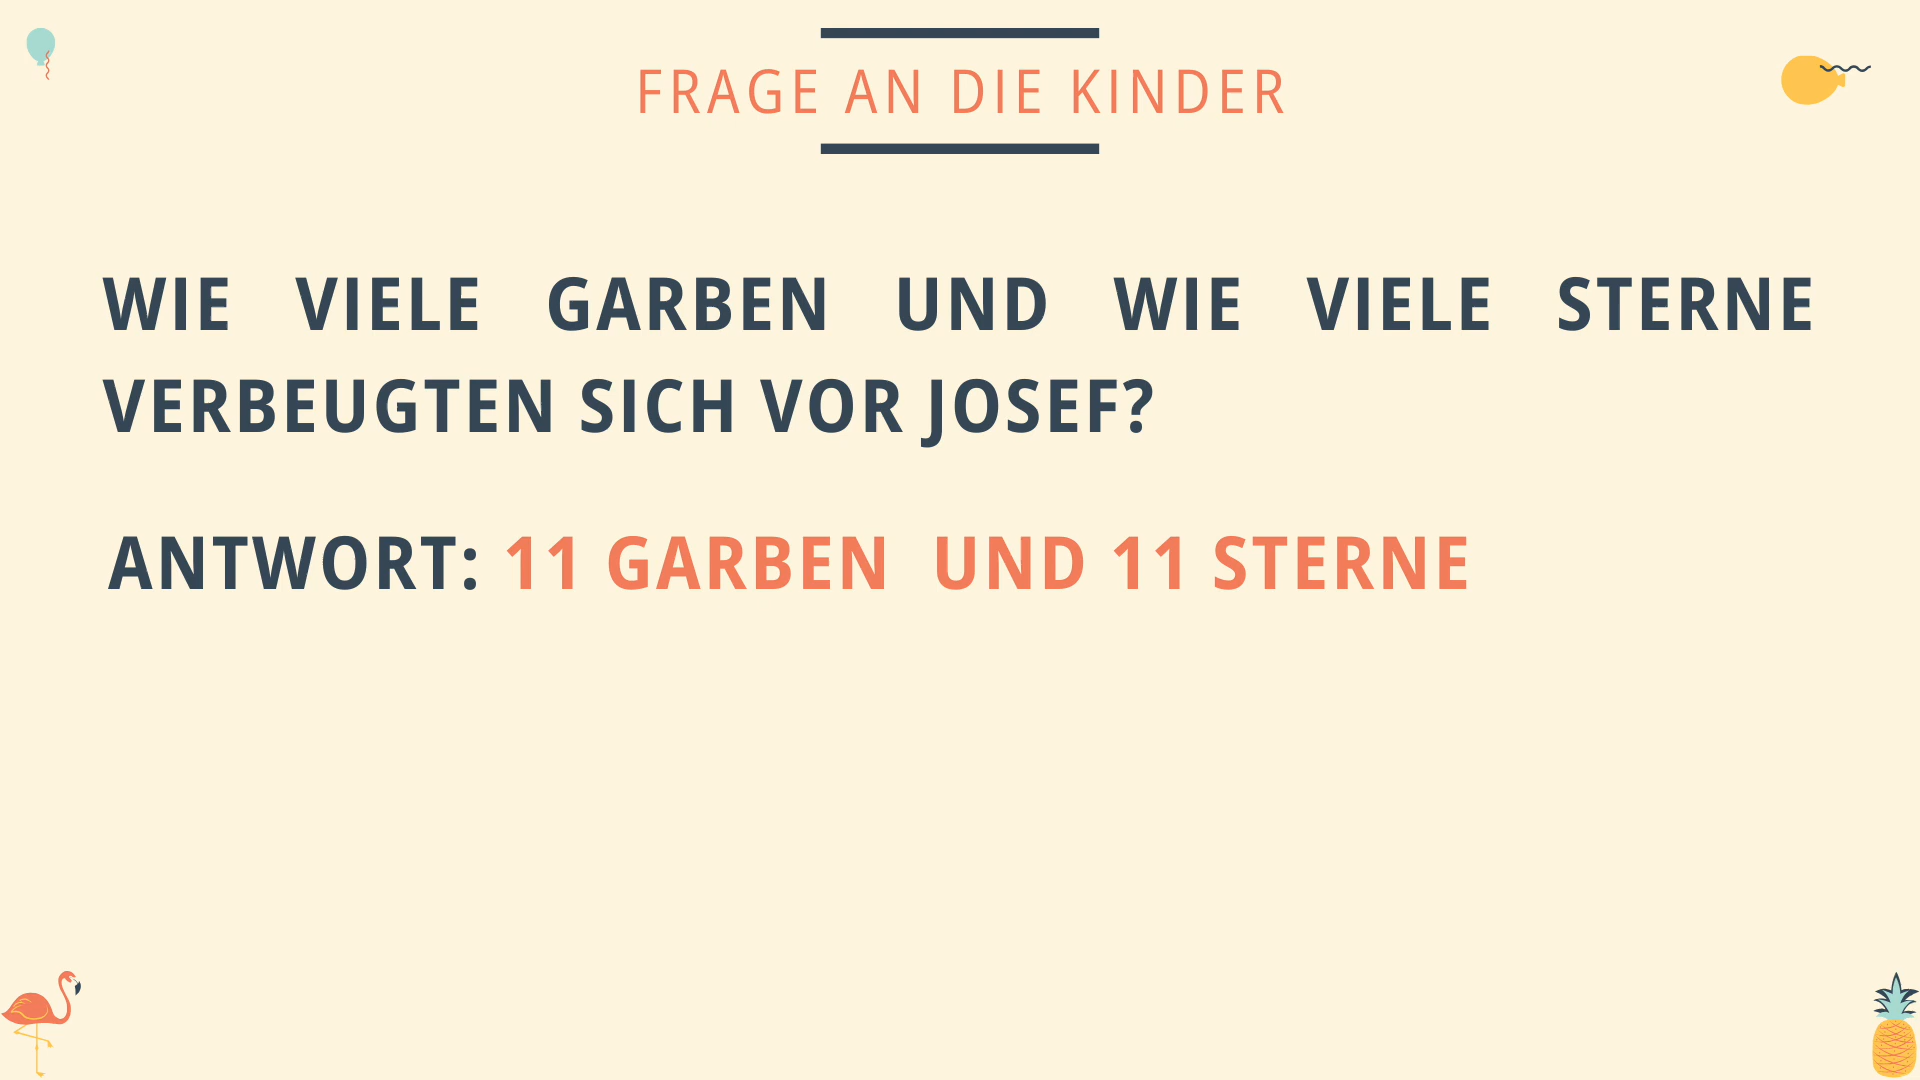 FRAGE AN DIE KINDER
WIE VIELE GARBEN UND WIE VIELE STERNE
VERBEUGTEN SICH VOR JOSEF?
ANTWORT: 11 GARBEN UND 11 STERNE